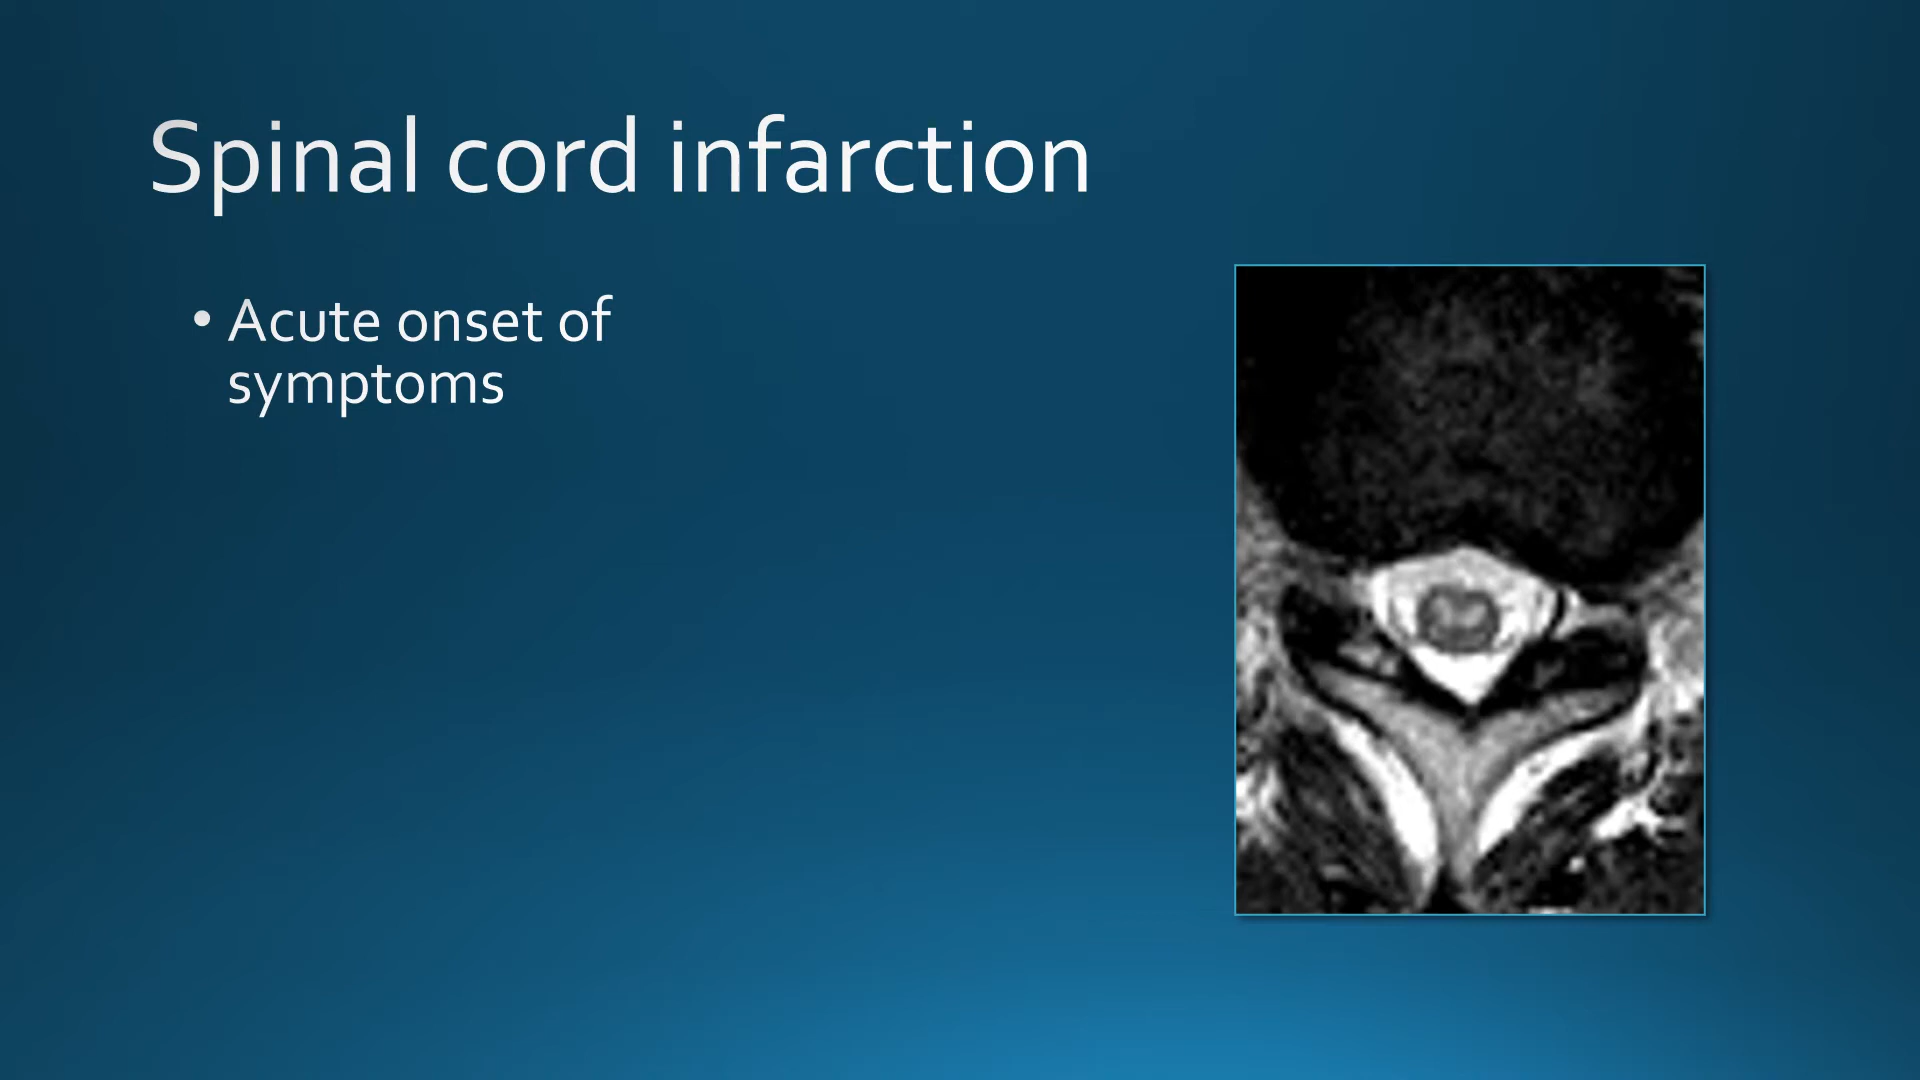 Spinal cord infarction
• Acute onset of
symptoms